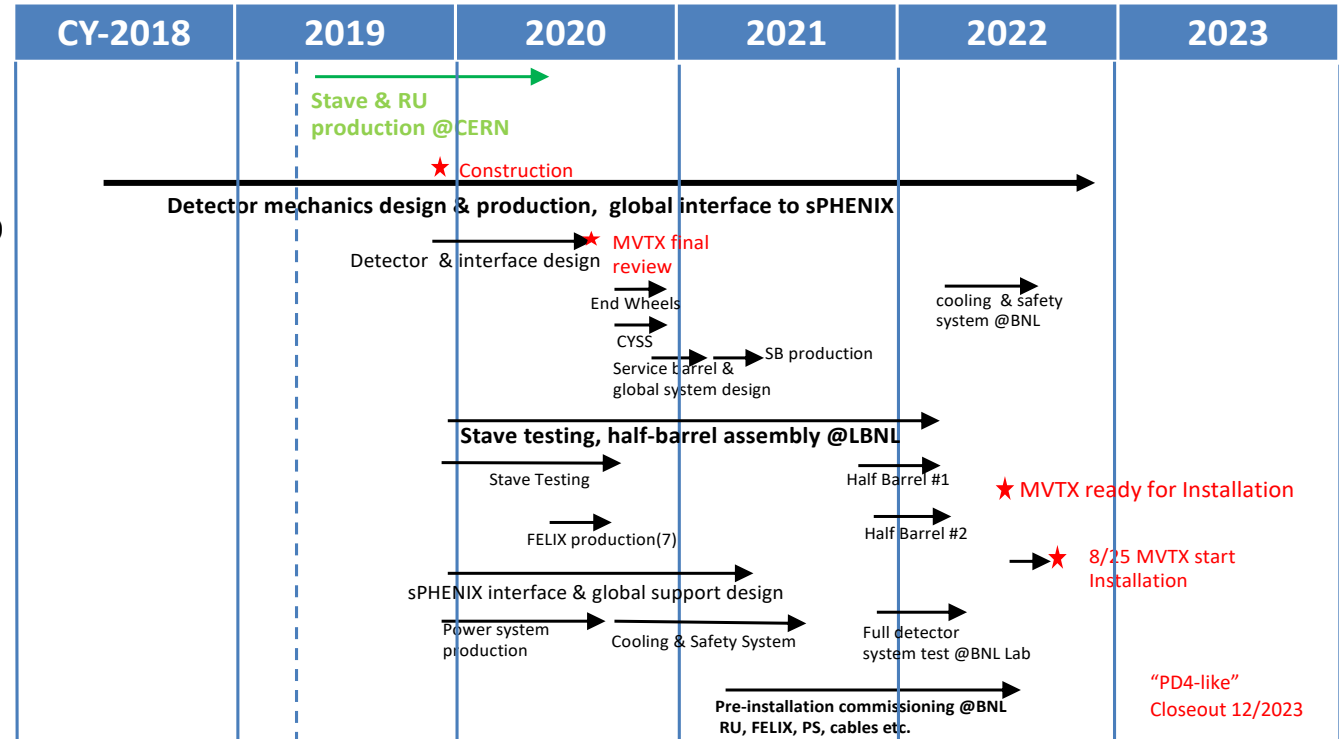 CY-2018 2019 2020 2021 2022 2023
Stave & RU
production @CERN
Construction
Detector mechanics design & production, global interface to sPHENIX
)
Detector & interface design
MVTX final
review
End Wheels
cooling & safety
system @BNL
CYSS
SB production
Service barrel &
global system design
Stave testing, half-barrel assembly @LBNL
Stave Testing
Half Barrel #1
MVTX ready for Installation
FELIX production(7)
Half Barrel #2
8/25 MVTX start
Installation
sPHENIX interface & global support design
Power system
production
Cooling & Safety System
Full detector
system test @BNL Lab
Pre-installation commissioning @BNL
RU, FELIX, PS, cables etc.
“PD4-like”
Closeout 12/2023